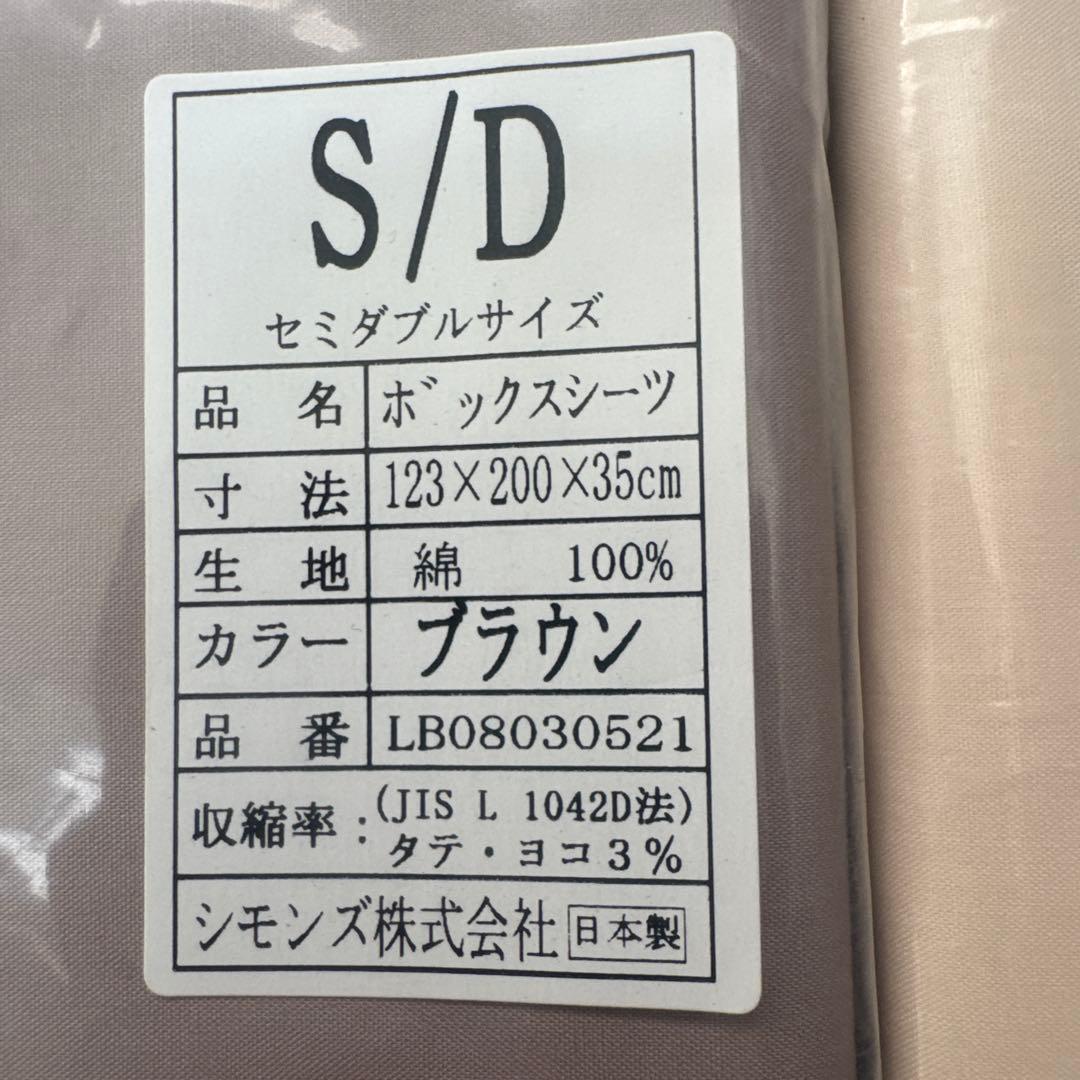 S/D
セミダブルサイズ
品 名 ボックスシーツ
寸 法 123×200×35cm
生 地 綿 100%
カラー ブラウン
品 番 LB08030521
収縮率:(JIS L 1042D法)
タテ・ヨコ3%
シモンズ株式会社 日本製